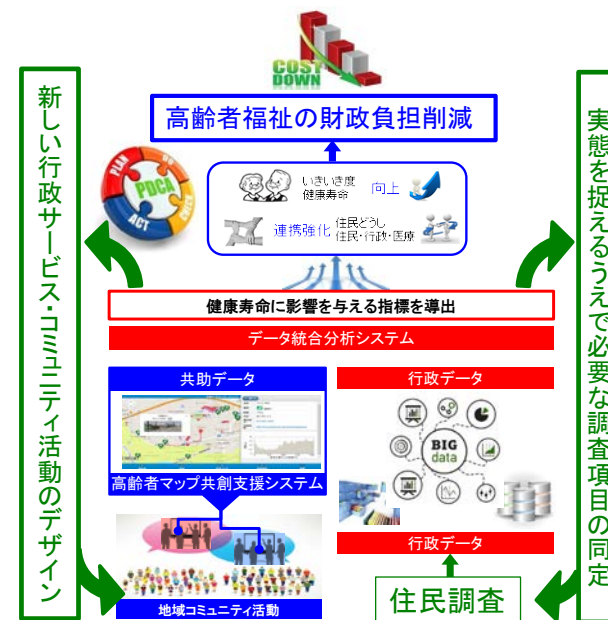 COST
DOWN
高齢者福祉の財政負担削減
新しい行政サービス・コミュニティ活動のデザイン
PLAN
DO
CHECK
ACT
PDCA
いきいき度
健康寿命
向上
連携強化
住民どうし
住民・行政・医療
健康寿命に影響を与える指標を導出
データ統合分析システム
共助データ
高齢者マップ共創支援システム
地域コミュニティ活動
行政データ
BIG
data
行政データ
住民調査
実態を捉えるうえで必要な調査項目の同定